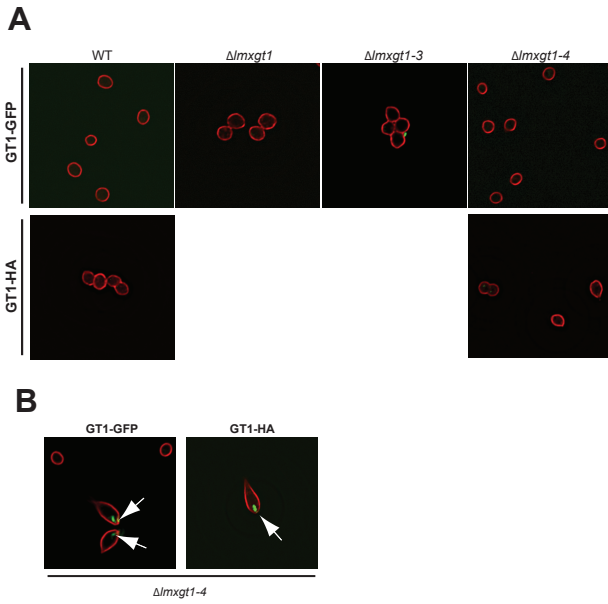 A
WT
Δlmxgt1
Δlmxgt1-3
Δlmxgt1-4
GT1-GFP
GT1-HA
B
GT1-GFP
GT1-HA
Δlmxgt1-4